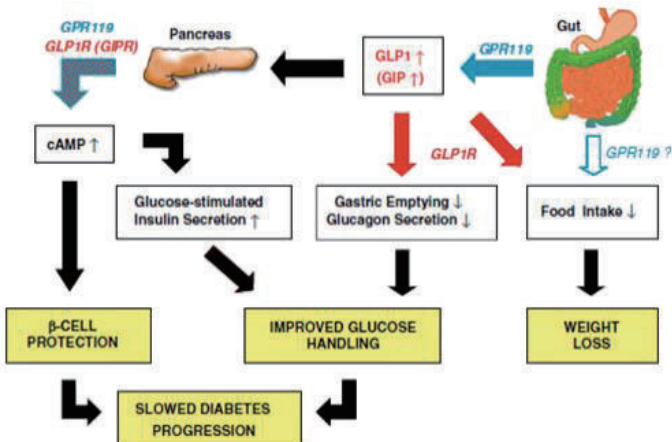 GPR119
GLP1R (GIPR)
Pancreas
GLP1 ↑
(GIP ↑)
GPR119
Gut
cAMP ↑
GLP1R
GPR119 ?
Glucose-stimulated
Insulin Secretion ↑
Gastric Emptying ↓
Glucagon Secretion ↓
Food Intake ↓
β-CELL
PROTECTION
IMPROVED GLUCOSE
HANDLING
WEIGHT
LOSS
SLOWED DIABETES
PROGRESSION